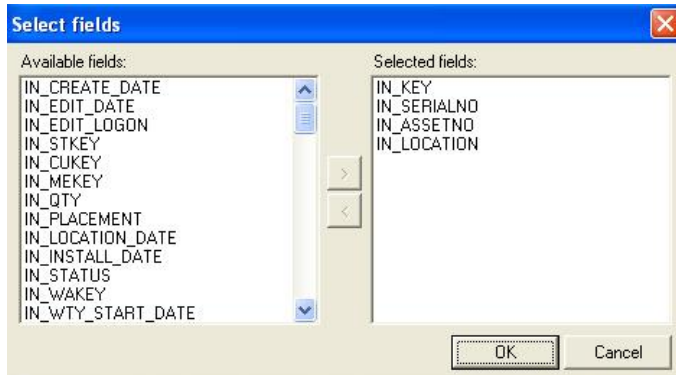 Select fields
Available fields:
IN_CREATE_DATE
IN_EDIT_DATE
IN_EDIT_LOGON
IN_STKEY
IN_CUKEY
IN_MEKEY
IN_QTY
IN_PLACEMENT
IN_LOCATION_DATE
IN_INSTALL_DATE
IN_STATUS
IN_WAKEY
IN_WTY_START_DATE
>
<
Selected fields:
IN_KEY
IN_SERIALNO
IN_ASSETNO
IN_LOCATION
OK
Cancel